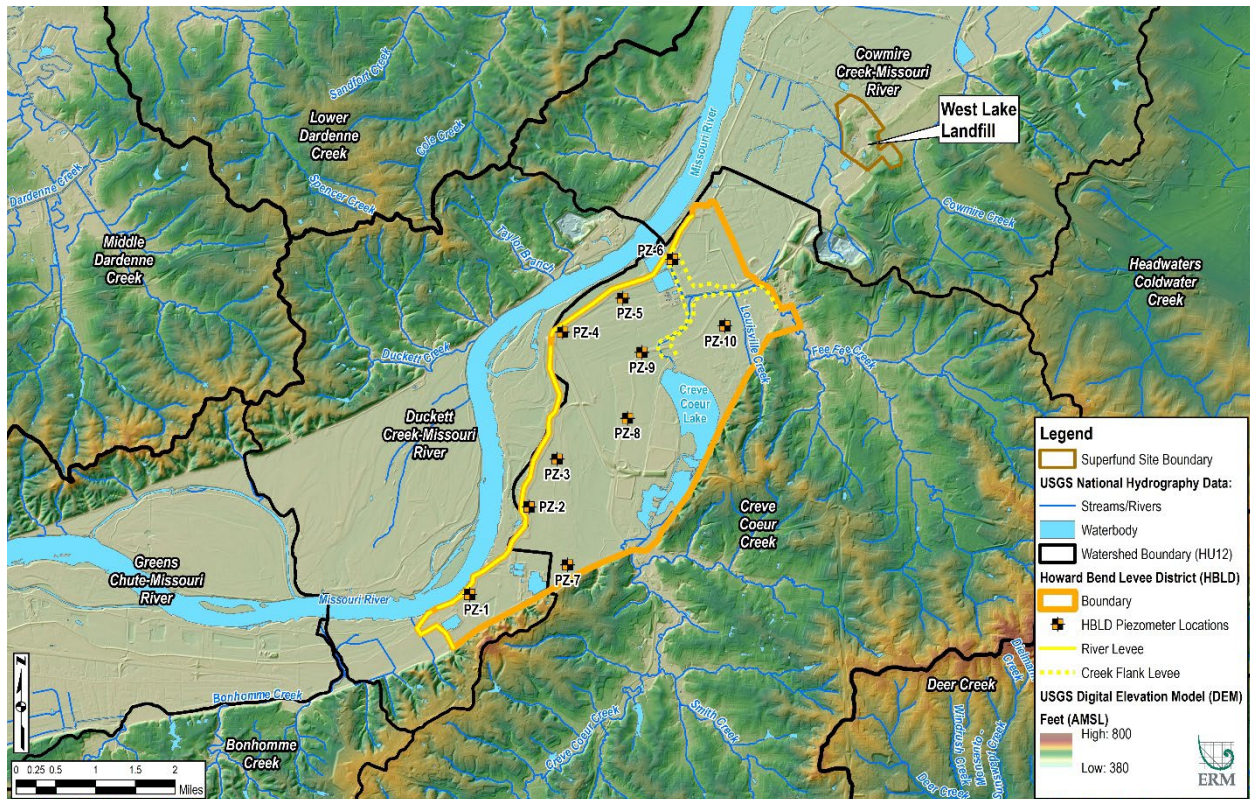 Sandfort Creek
Lower
Dardenne
Creek
Cole Creek
Spencer Creek
Dardenne Creek
Middle
Dardenne
Creek
Taylor Branch
Duckett Creek
Missouri River
Cowmire
Creek-Missouri
River
West Lake
Landfill
Cowmire Creek
Headwaters
Coldwater
Creek
PZ-6
PZ-5
PZ-4
PZ-10
PZ-9
Louisville Creek
Fee Fee Creek
Creve
Coeur
Lake
PZ-8
Duckett
Creek-Missouri
River
PZ-3
PZ-2
Creve
Coeur
Creek
PZ-7
PZ-1
Greens
Chute-Missouri
River
Missouri River
Bonhomme Creek
Bonhomme
Creek
Creve Coeur Creek
Smith Creek
Deer Creek
Deer Creek
N
0 0.25 0.5 1 1.5 2
Miles
Legend
Superfund Site Boundary
USGS National Hydrography Data:
Streams/Rivers
Waterbody
Watershed Boundary (HU12)
Howard Bend Levee District (HBLD)
Boundary
HBLD Piezometer Locations
River Levee
Creek Flank Levee
USGS Digital Elevation Model (DEM)
Feet (AMSL)
High: 800
Low: 380
ERM